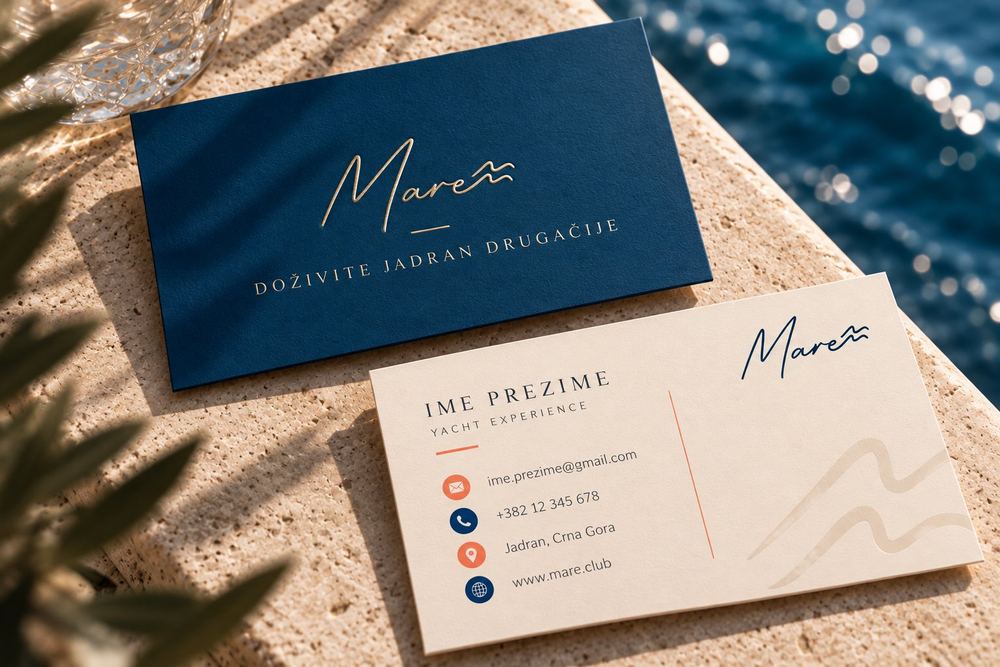 Mare
DOŽIVITE JADRAN DRUGAČIJE
Mare
IME PREZIME
YACHT EXPERIENCE
ime.prezime@gmail.com
+382 12 345 678
Jadran, Crna Gora
www.mare.club